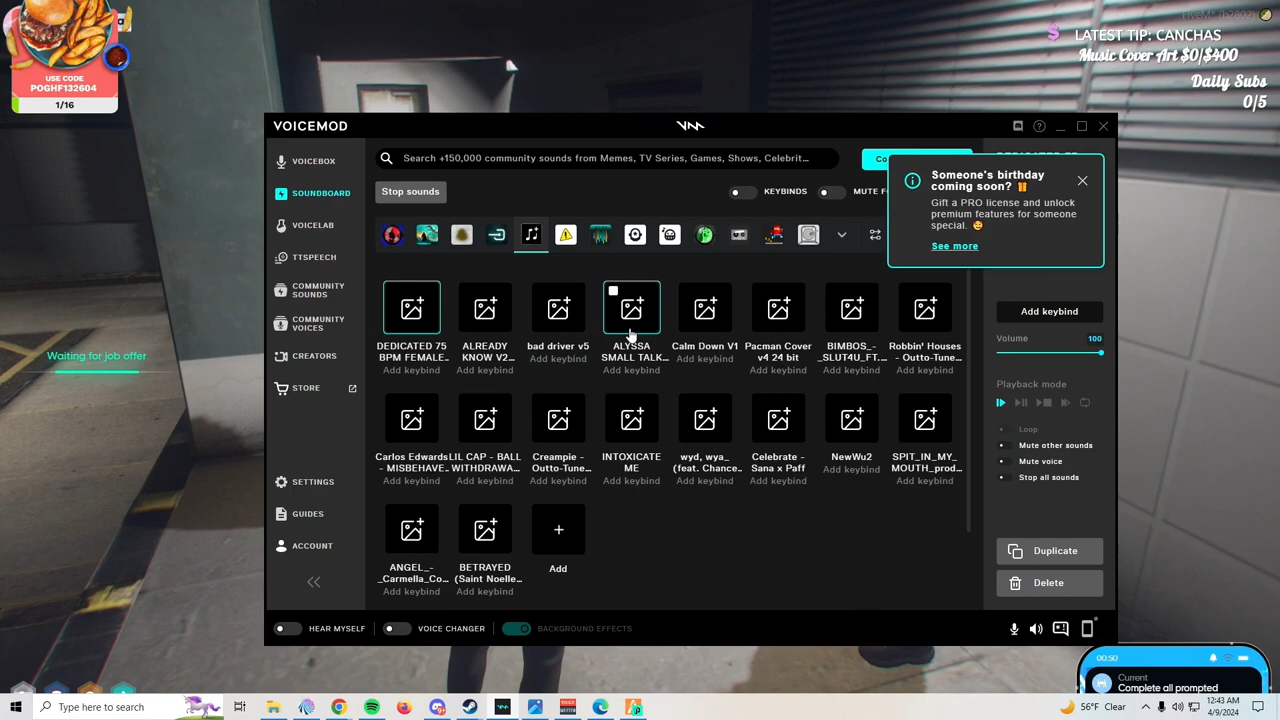 USE CODE
POGHF132604
1/16
LATEST TIP: CANCHAS
Music Cover Art $0/$400
Daily Subs
0/5
Waiting for job offer
VOICEMOD
VOICEBOX
SOUNDBOARD
VOICELAB
TTSPEECH
COMMUNITY
SOUNDS
COMMUNITY
VOICES
CREATORS
STORE
SETTINGS
GUIDES
ACCOUNT
Search +150,000 community sounds from Memes, TV Series, Games, Shows, Celebrit...
Stop sounds
KEYBINDS
Someone's birthday
coming soon?
Gift a PRO license and unlock
premium features for someone
special.
See more
DEDICATED 75
BPM FEMALE...
Add keybind
ALREADY
KNOW V2...
Add keybind
bad driver v5
Add keybind
ALYSSA
SMALL TALK...
Add keybind
Calm Down V1
Add keybind
Pacman Cover
v4 24 bit
Add keybind
BIMBOS_-
_SLUT4U_FT...
Add keybind
Robbin' Houses
- Outto-Tune...
Add keybind
Carlos Edwards
- MISBEHAVE...
Add keybind
LIL CAP - BALL
WITHDRAWA...
Add keybind
Creampie -
Outto-Tune...
Add keybind
INTOXICATE
ME
Add keybind
wyd, wya_
(feat. Chance...
Add keybind
Celebrate -
Sana x Paff
Add keybind
NewWu2
Add keybind
SPIT_IN_MY_
MOUTH_prod...
Add keybind
ANGEL_-
_Carmella_Co...
Add keybind
BETRAYED
(Saint Noelle...
Add keybind
Add
Add keybind
Volume
100
Playback mode
Loop
Mute other sounds
Mute voice
Stop all sounds
Duplicate
Delete
HEAR MYSELF
VOICE CHANGER
BACKGROUND EFFECTS
00:50
Current
Complete all prompted
Type here to search
56°F Clear
12:43 AM
4/9/2024